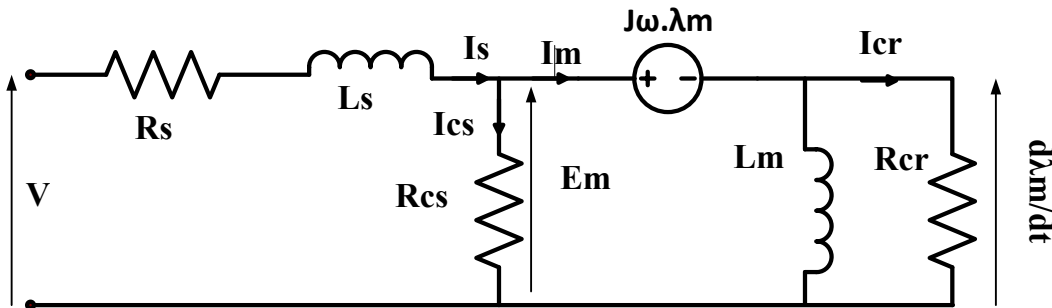 Jω.λm
Is
Im
Icr
Rs
Ls
Ics
Rcs
Em
Lm
Rcr
V
dλm/dt
+
-